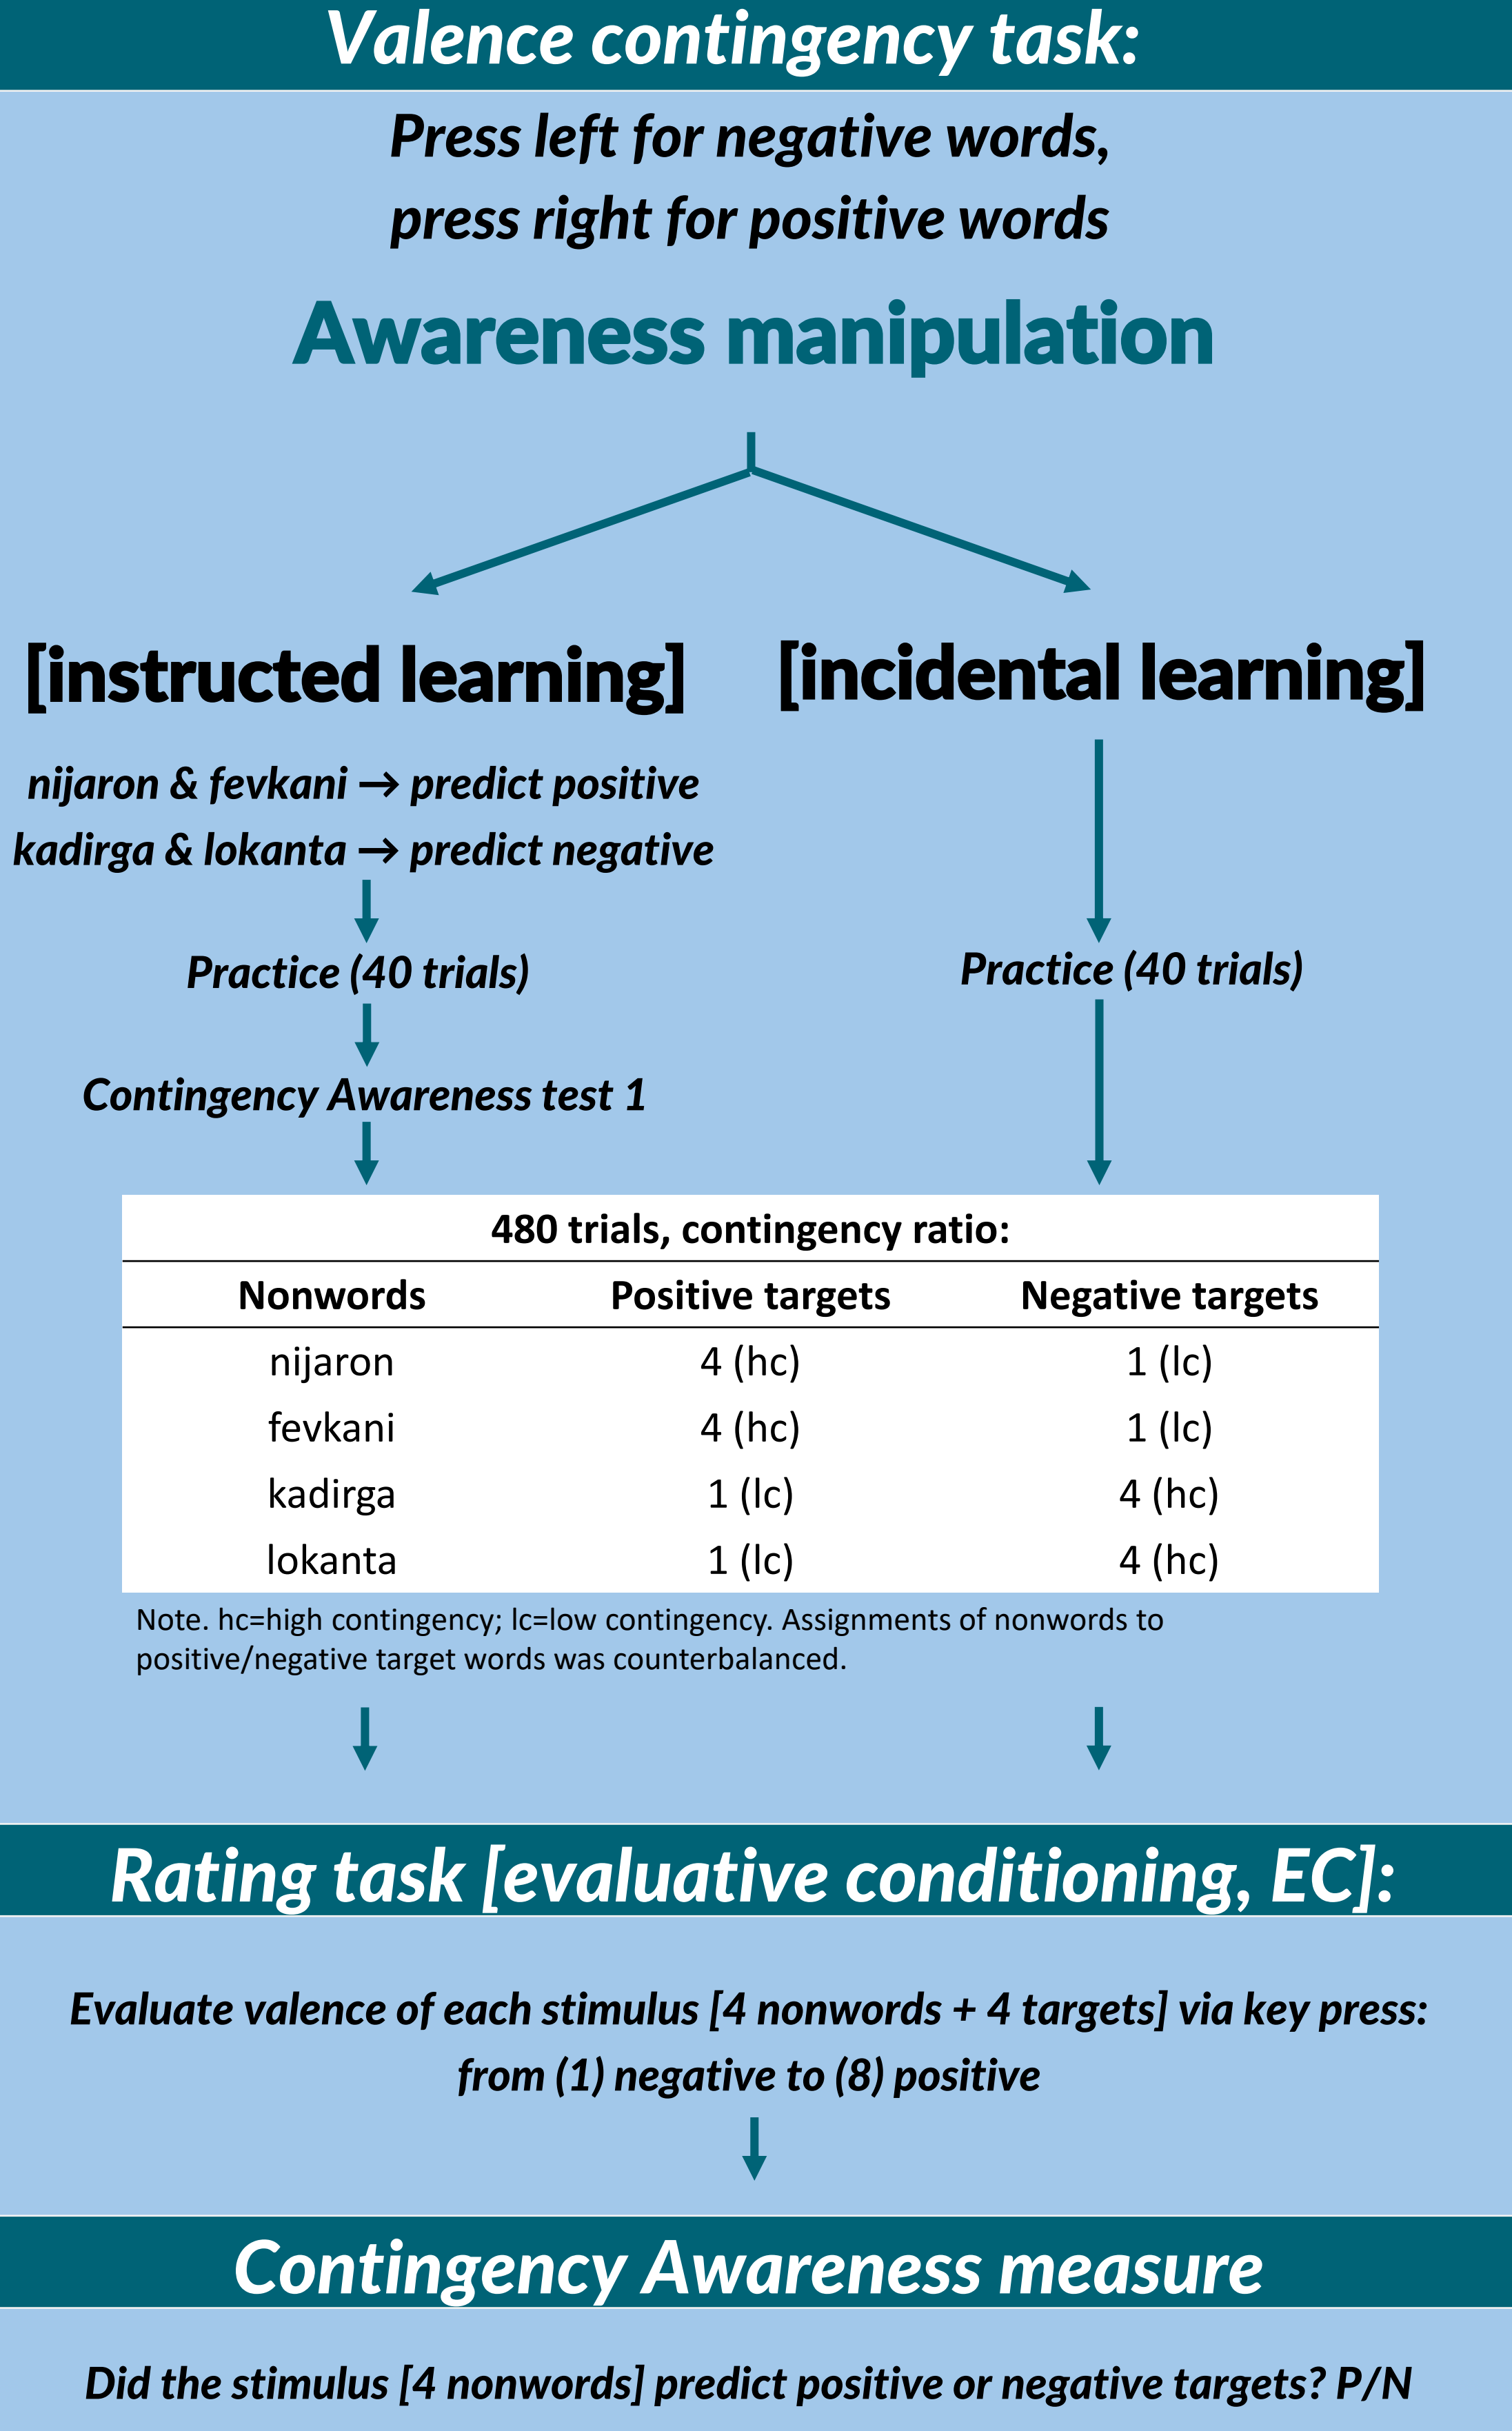 Valence contingency task:
Press left for negative words,
press right for positive words
Awareness manipulation
[instructed learning]
[incidental learning]
nijaron & fevkani → predict positive
kadirga & lokanta → predict negative
Practice (40 trials)
Practice (40 trials)
Contingency Awareness test 1
480 trials, contingency ratio:
Nonwords Positive targets Negative targets
nijaron 4 (hc) 1 (lc)
fevkani 4 (hc) 1 (lc)
kadirga 1 (lc) 4 (hc)
lokanta 1 (lc) 4 (hc)
Note. hc=high contingency; lc=low contingency. Assignments of nonwords to
positive/negative target words was counterbalanced.
Rating task [evaluative conditioning, EC]:
Evaluate valence of each stimulus [4 nonwords + 4 targets] via key press:
from (1) negative to (8) positive
Contingency Awareness measure
Did the stimulus [4 nonwords] predict positive or negative targets? P/N